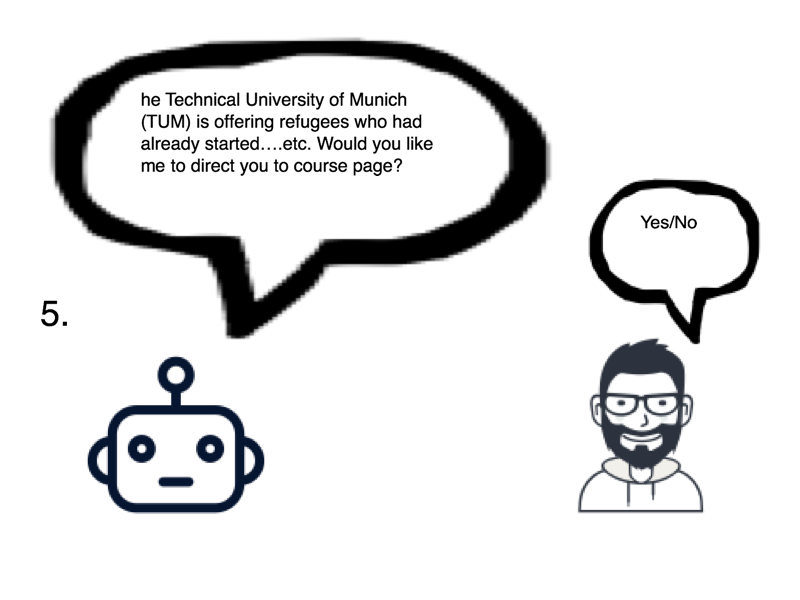 he Technical University of Munich
(TUM) is offering refugees who had
already started….etc. Would you like
me to direct you to course page?
Yes/No
5.